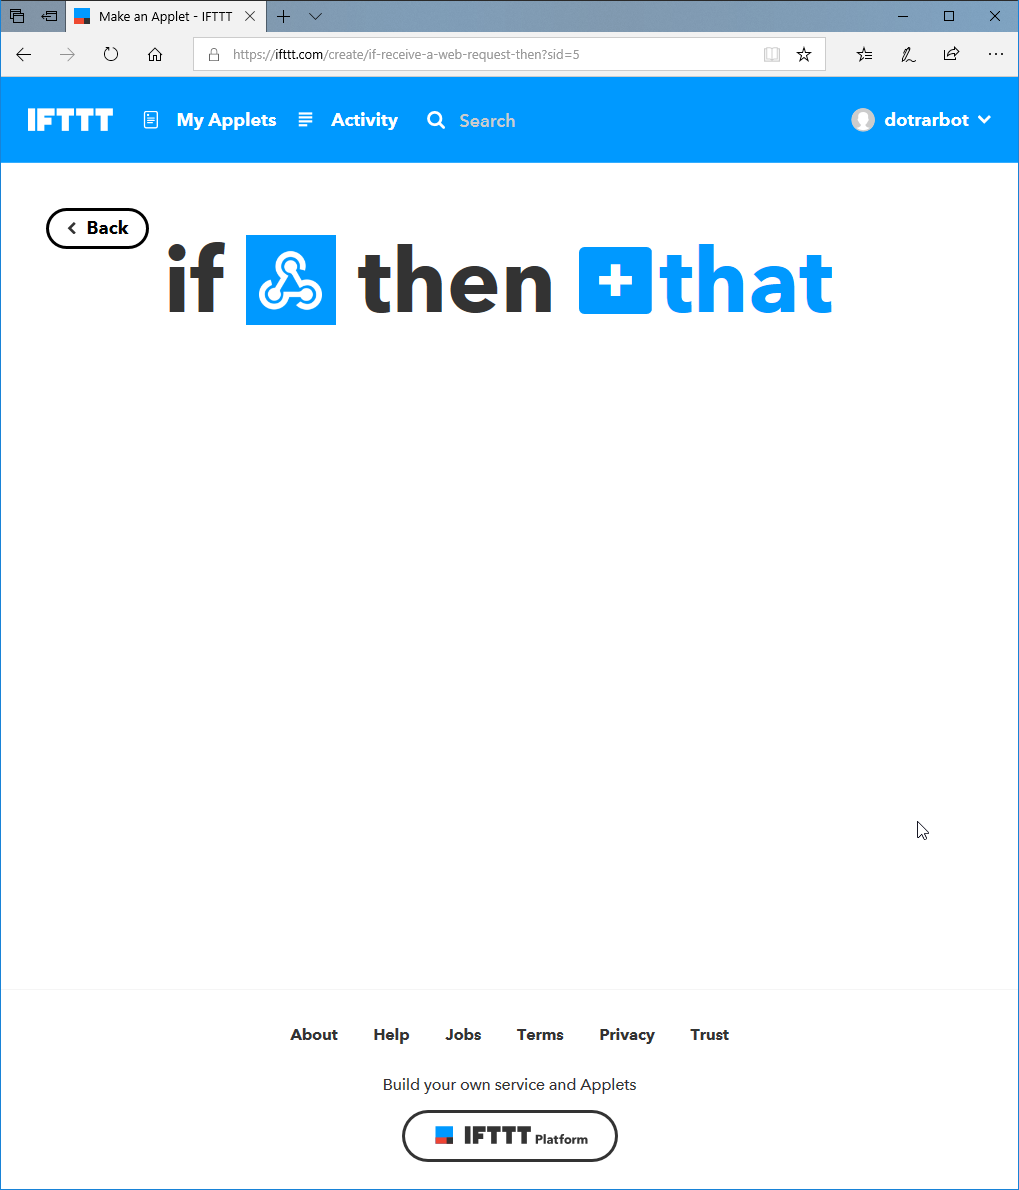 Make an Applet - IFTTT
https://ifttt.com/create/if-receive-a-web-request-then?sid=5
IFTTT My Applets Activity Search dotrarbot
Back
if then +that
About Help Jobs Terms Privacy Trust
Build your own service and Applets
IFTTT Platform